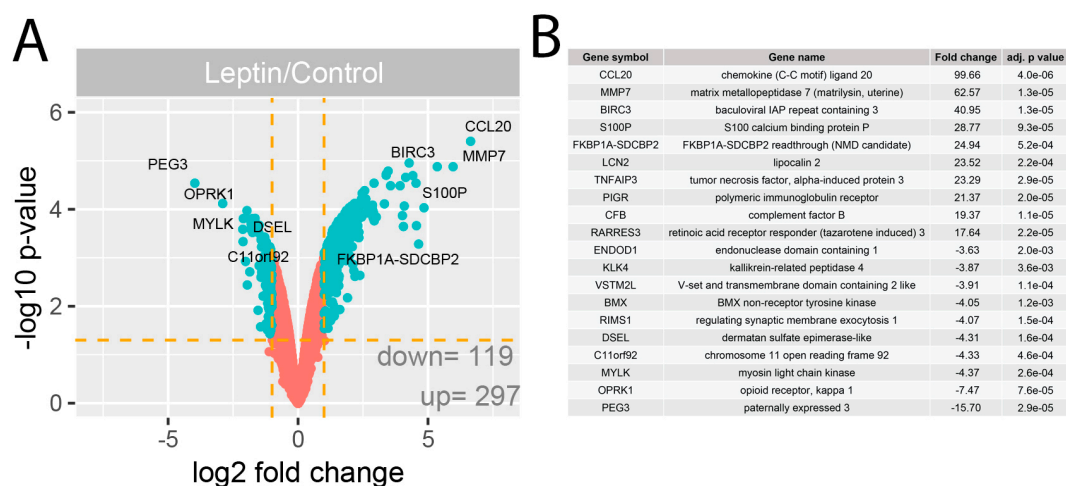 A
Leptin/Control
-log10 p-value
6
4
2
0
CCL20
BIRC3
MMP7
PEG3
OPRK1
S100P
MYLK
DSEL
C11orf92
FKBP1A-SDCBP2
down= 119
up= 297
-5 0 5
log2 fold change
B
Gene symbol Gene name Fold change adj. p value
CCL20 chemokine (C-C motif) ligand 20 99.66 4.0e-06
MMP7 matrix metallopeptidase 7 (matrilysin, uterine) 62.57 1.3e-05
BIRC3 baculoviral IAP repeat containing 3 40.95 1.3e-05
S100P S100 calcium binding protein P 28.77 9.3e-05
FKBP1A-SDCBP2 FKBP1A-SDCBP2 readthrough (NMD candidate) 24.94 5.2e-04
LCN2 lipocalin 2 23.52 2.2e-04
TNFAIP3 tumor necrosis factor, alpha-induced protein 3 23.29 2.9e-05
PIGR polymeric immunoglobulin receptor 21.37 2.0e-05
CFB complement factor B 19.37 1.1e-05
RARRES3 retinoic acid receptor responder (tazarotene induced) 3 17.64 2.2e-05
ENDOD1 endonuclease domain containing 1 -3.63 2.0e-03
KLK4 kallikrein-related peptidase 4 -3.87 3.6e-03
VSTM2L V-set and transmembrane domain containing 2 like -3.91 1.1e-04
BMX BMX non-receptor tyrosine kinase -4.05 1.2e-03
RIMS1 regulating synaptic membrane exocytosis 1 -4.07 1.5e-04
DSEL dermatan sulfate epimerase-like -4.31 1.6e-04
C11orf92 chromosome 11 open reading frame 92 -4.33 4.6e-04
MYLK myosin light chain kinase -4.37 2.6e-04
OPRK1 opioid receptor, kappa 1 -7.47 7.6e-05
PEG3 paternally expressed 3 -15.70 2.9e-05